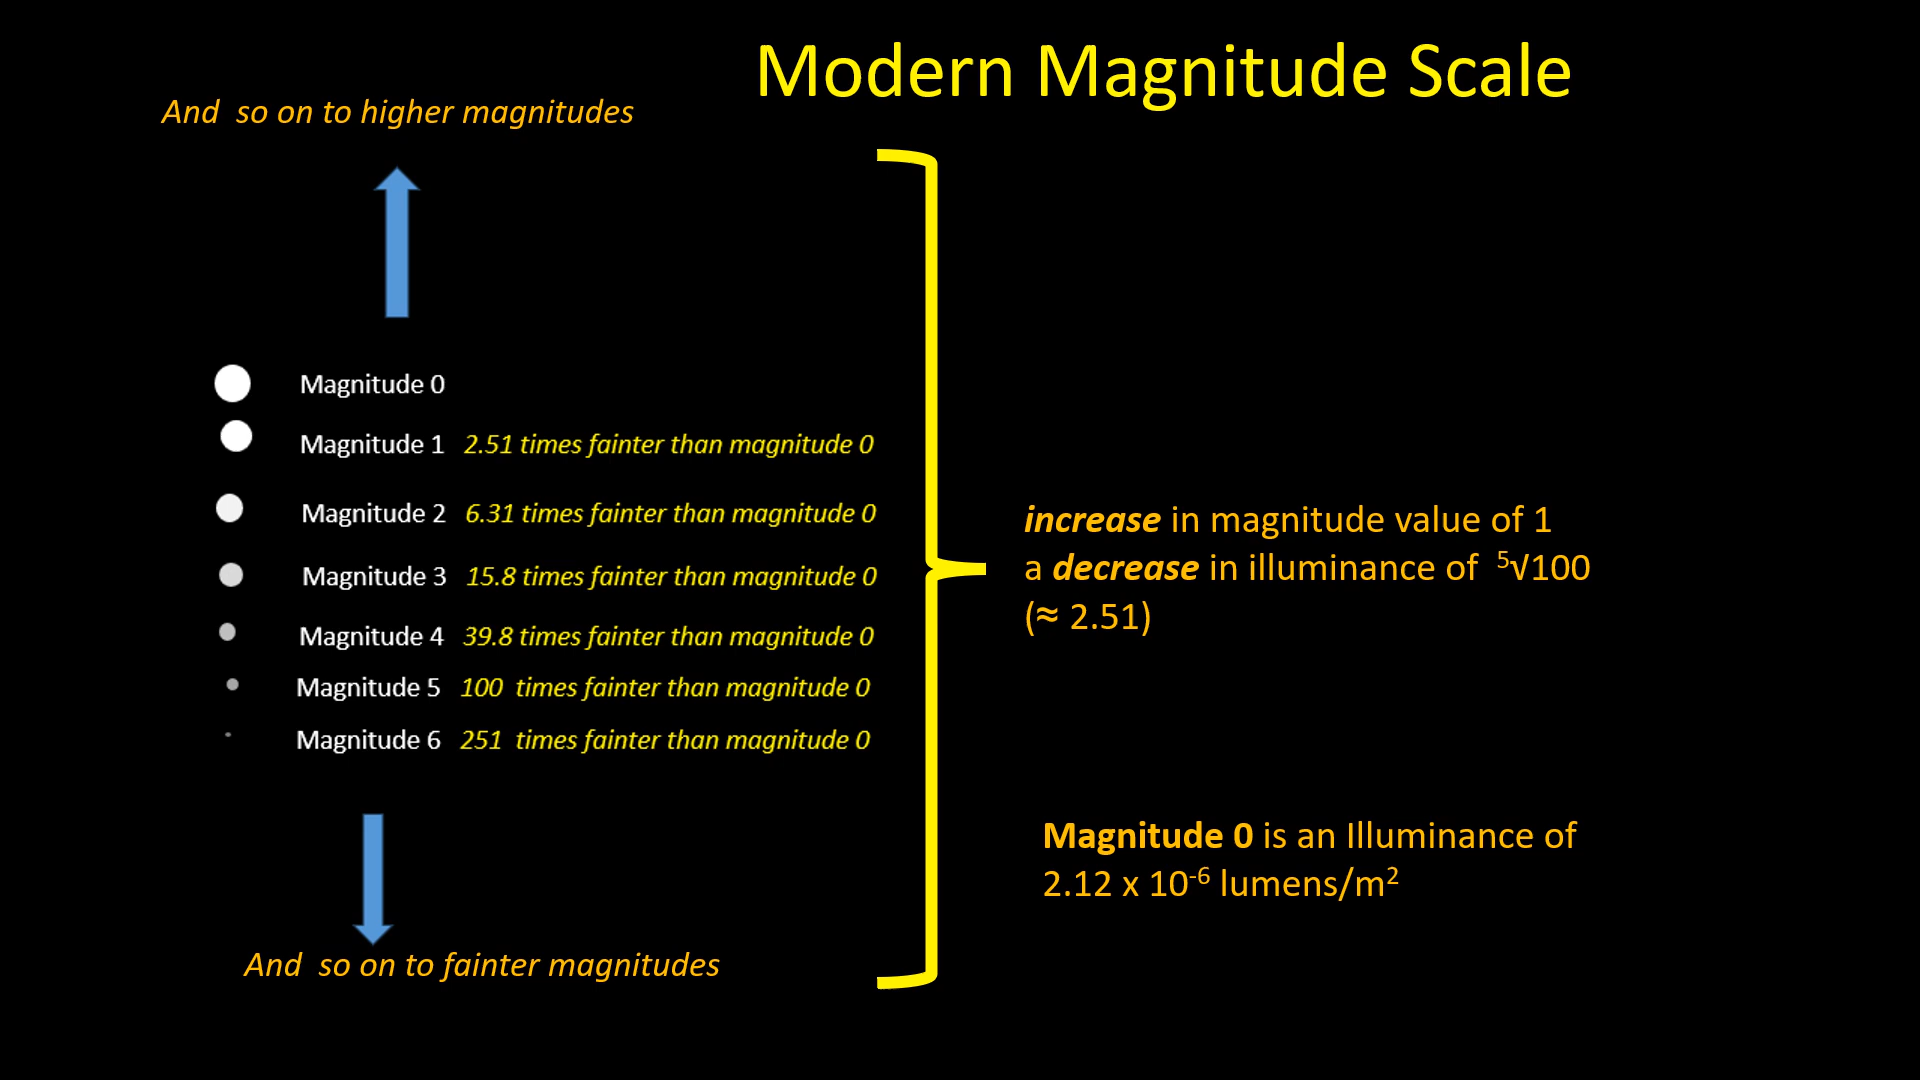 Modern Magnitude Scale
And so on to higher magnitudes
Magnitude 0
Magnitude 1 2.51 times fainter than magnitude 0
Magnitude 2 6.31 times fainter than magnitude 0
Magnitude 3 15.8 times fainter than magnitude 0
Magnitude 4 39.8 times fainter than magnitude 0
Magnitude 5 100 times fainter than magnitude 0
Magnitude 6 251 times fainter than magnitude 0
And so on to fainter magnitudes
increase in magnitude value of 1
a decrease in illuminance of ⁵√100
(≈ 2.51)
Magnitude 0 is an Illuminance of
2.12 x 10⁻⁶ lumens/m²